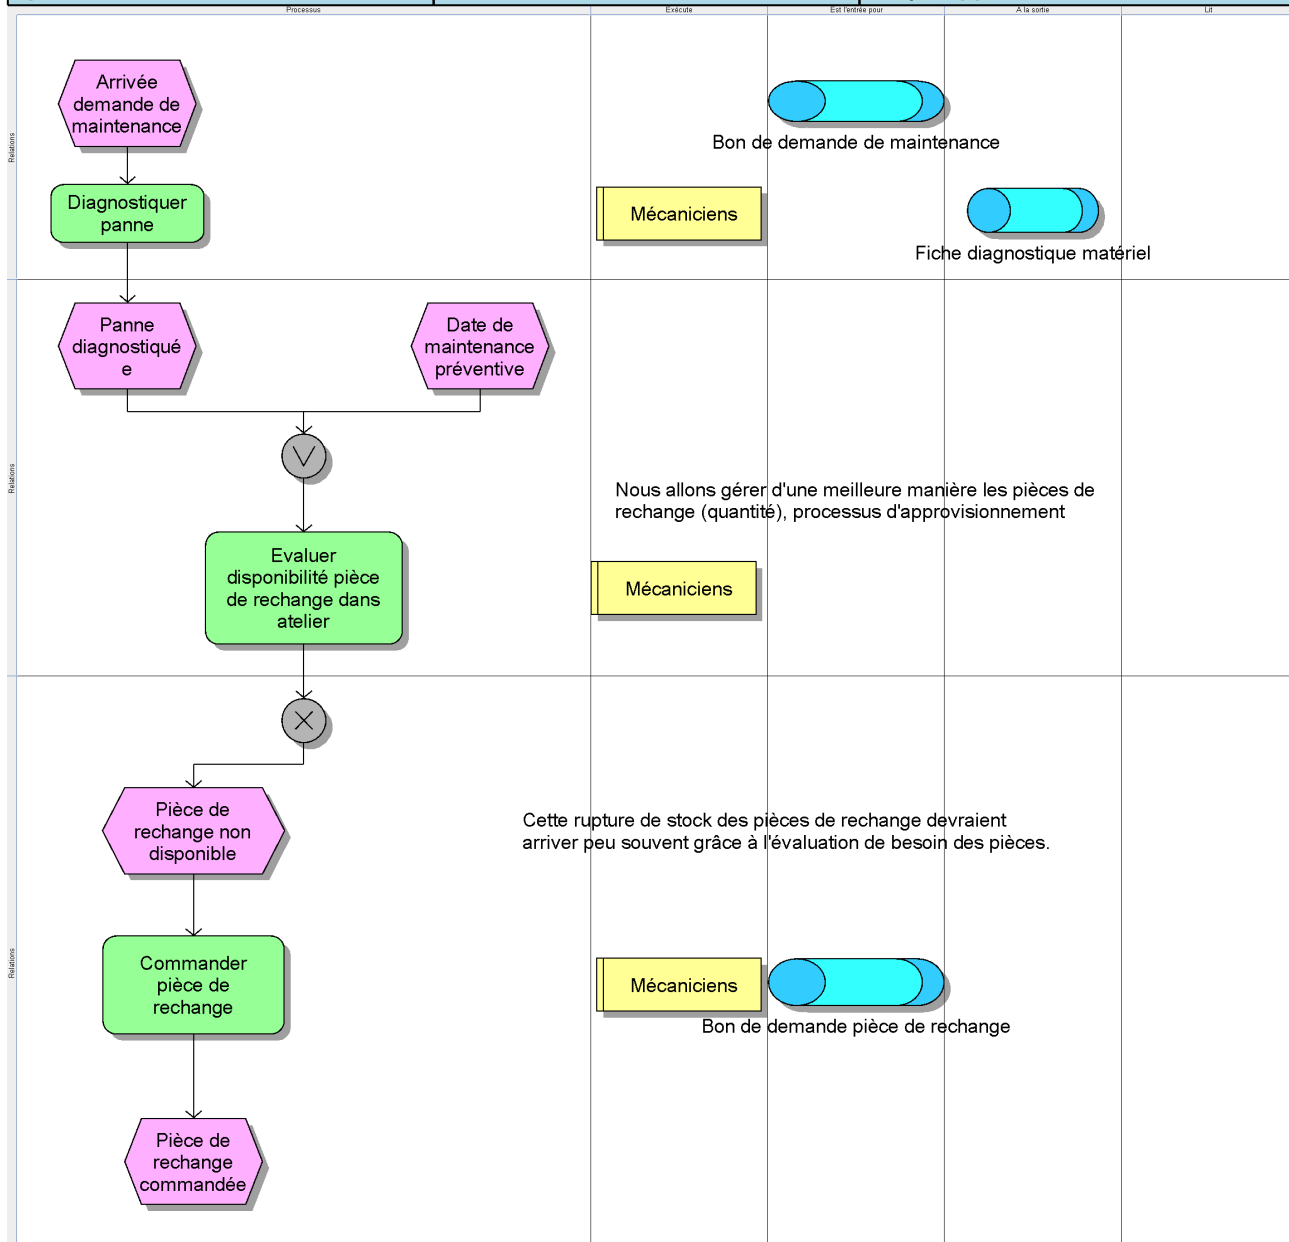 Processus
Exécute
Est l'entrée pour
A la sortie
Lit
Relations
Arrivée
demande de
maintenance
Bon de demande de maintenance
Diagnostiquer
panne
Mécaniciens
Fiche diagnostique matériel
Relations
Panne
diagnostiqué
e
Date de
maintenance
préventive
Nous allons gérer d'une meilleure manière les pièces de
rechange (quantité), processus d'approvisionnement
Evaluer
disponibilité pièce
de rechange dans
atelier
Mécaniciens
Relations
Pièce de
rechange non
disponible
Cette rupture de stock des pièces de rechange devraient
arriver peu souvent grâce à l'évaluation de besoin des pièces.
Commander
pièce de
rechange
Mécaniciens
Bon de demande pièce de rechange
Pièce de
rechange
commandée